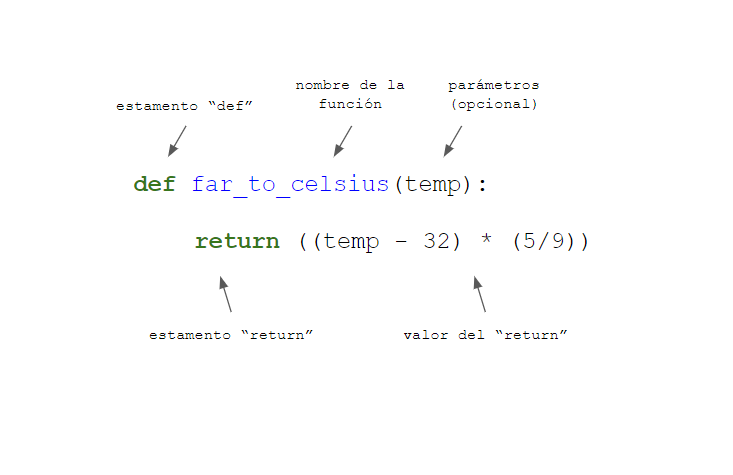 nombre de la
función
parámetros
(opcional)
estamento “def”
def far_to_celsius(temp):
return ((temp - 32) * (5/9))
estamento “return”
valor del “return”